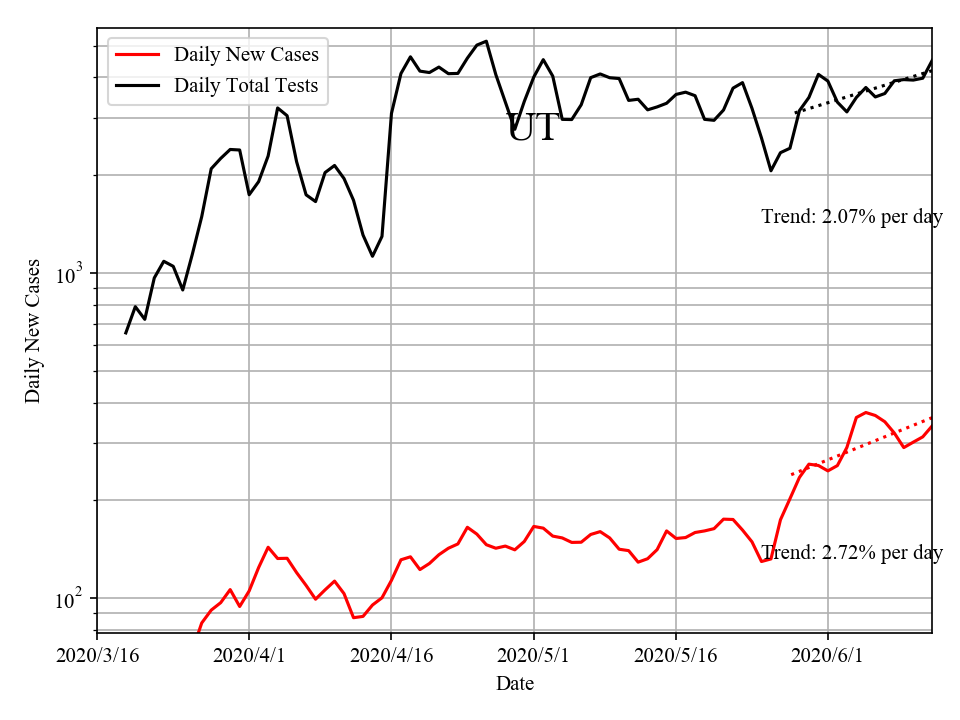 Daily New Cases
Daily Total Tests
UT
Trend: 2.07% per day
Trend: 2.72% per day
Daily New Cases
10³
10²
2020/3/16 2020/4/1 2020/4/16 2020/5/1 2020/5/16 2020/6/1
Date